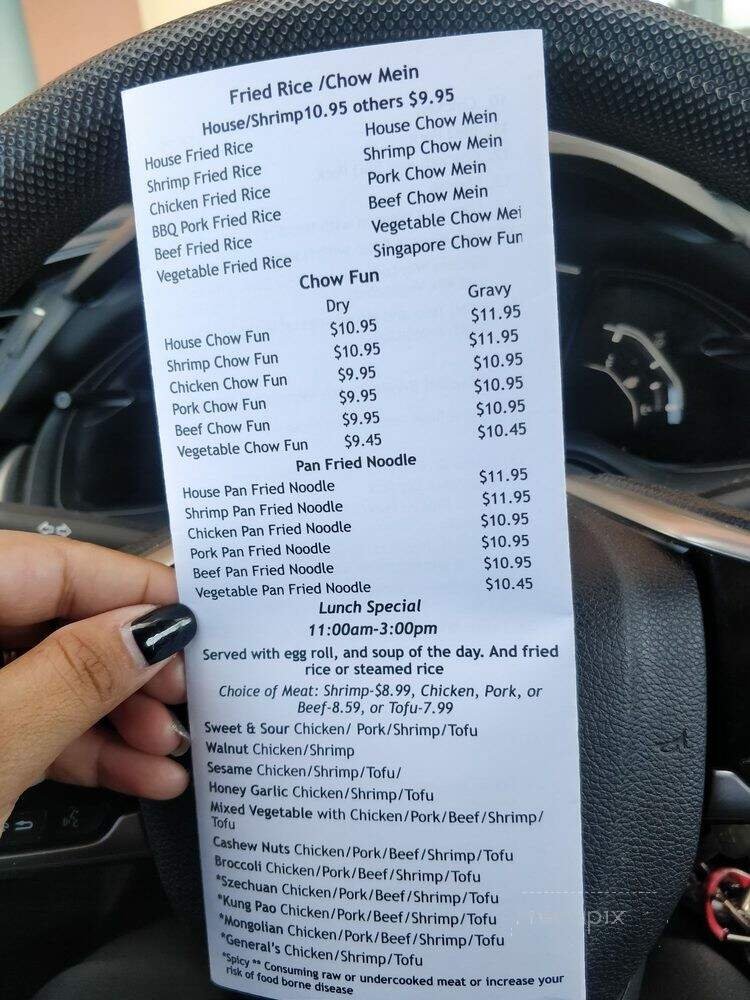 Fried Rice /Chow Mein
House/Shrimp10.95 others $9.95
House Fried Rice
Shrimp Fried Rice
Chicken Fried Rice
BBQ Pork Fried Rice
Beef Fried Rice
Vegetable Fried Rice
House Chow Mein
Shrimp Chow Mein
Pork Chow Mein
Beef Chow Mein
Vegetable Chow Mei
Singapore Chow Fun
Chow Fun
Dry Gravy
House Chow Fun $10.95 $11.95
Shrimp Chow Fun $10.95 $11.95
Chicken Chow Fun $9.95 $10.95
Pork Chow Fun $9.95 $10.95
Beef Chow Fun $9.95 $10.95
Vegetable Chow Fun $9.45 $10.45
Pan Fried Noodle
House Pan Fried Noodle $11.95
Shrimp Pan Fried Noodle $11.95
Chicken Pan Fried Noodle $10.95
Pork Pan Fried Noodle $10.95
Beef Pan Fried Noodle $10.95
Vegetable Pan Fried Noodle $10.45
Lunch Special
11:00am-3:00pm
Served with egg roll, and soup of the day. And fried
rice or steamed rice
Choice of Meat: Shrimp-$8.99, Chicken, Pork, or
Beef-8.59, or Tofu-7.99
Sweet & Sour Chicken/ Pork/Shrimp/Tofu
Walnut Chicken/Shrimp
Sesame Chicken/Shrimp/Tofu/
Honey Garlic Chicken/Shrimp/Tofu
Mixed Vegetable with Chicken/Pork/Beef/Shrimp/
Tofu
Cashew Nuts Chicken/Pork/Beef/Shrimp/Tofu
Broccoli Chicken/Pork/Beef/Shrimp/Tofu
*Szechuan Chicken/Pork/Beef/Shrimp/Tofu
*Kung Pao Chicken/Pork/Beef/Shrimp/Tofu
*Mongolian Chicken/Pork/Beef/Shrimp/Tofu
*General's Chicken/Shrimp/Tofu
*Spicy ** Consuming raw or undercooked meat or increase your
risk of food borne disease